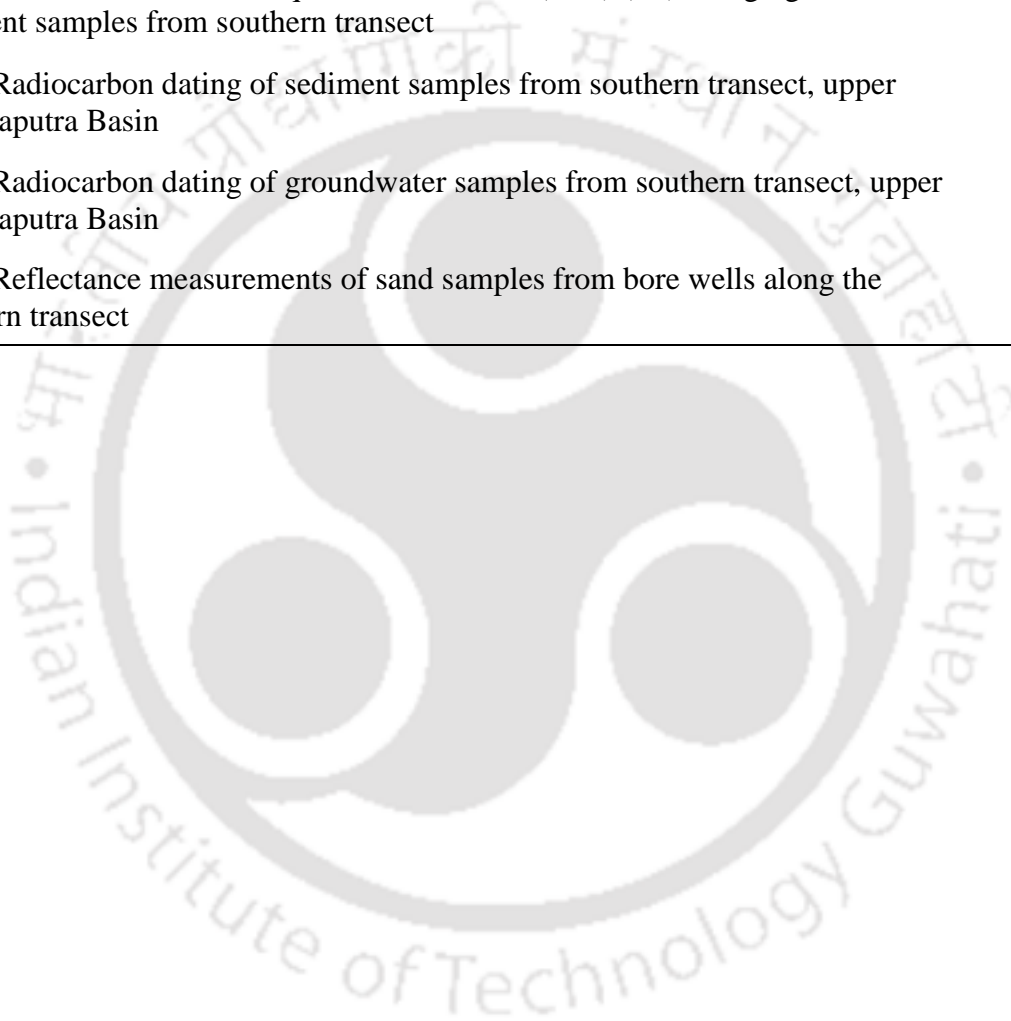 ent samples from southern transect
Radiocarbon dating of sediment samples from southern transect, upper
aputra Basin
Radiocarbon dating of groundwater samples from southern transect, upper
aputra Basin
Reflectance measurements of sand samples from bore wells along the
rn transect
भारतीय प्रौद्योगिकी संस्थान गुवाहाटी
• Indian Institute of Technology Guwahati •